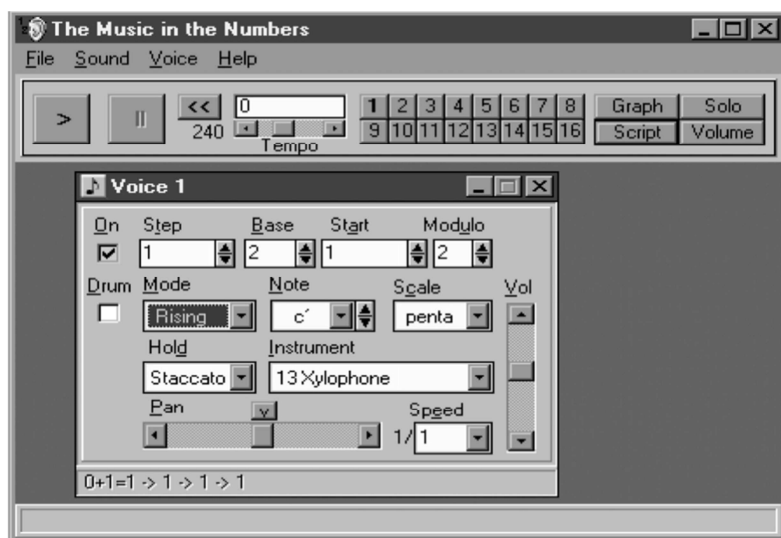 The Music in the Numbers
File Sound Voice Help
> || << 0 1 2 3 4 5 6 7 8 Graph Solo
240 9 10 11 12 13 14 15 16 Script Volume
Tempo
Voice 1
On Step Base Start Modulo
1 2 1 2
Drum Mode Note Scale Vol
Rising c´ penta
Hold Instrument
Staccato 13 Xylophone
Pan v Speed
1/ 1
0+1=1 -> 1 -> 1 -> 1